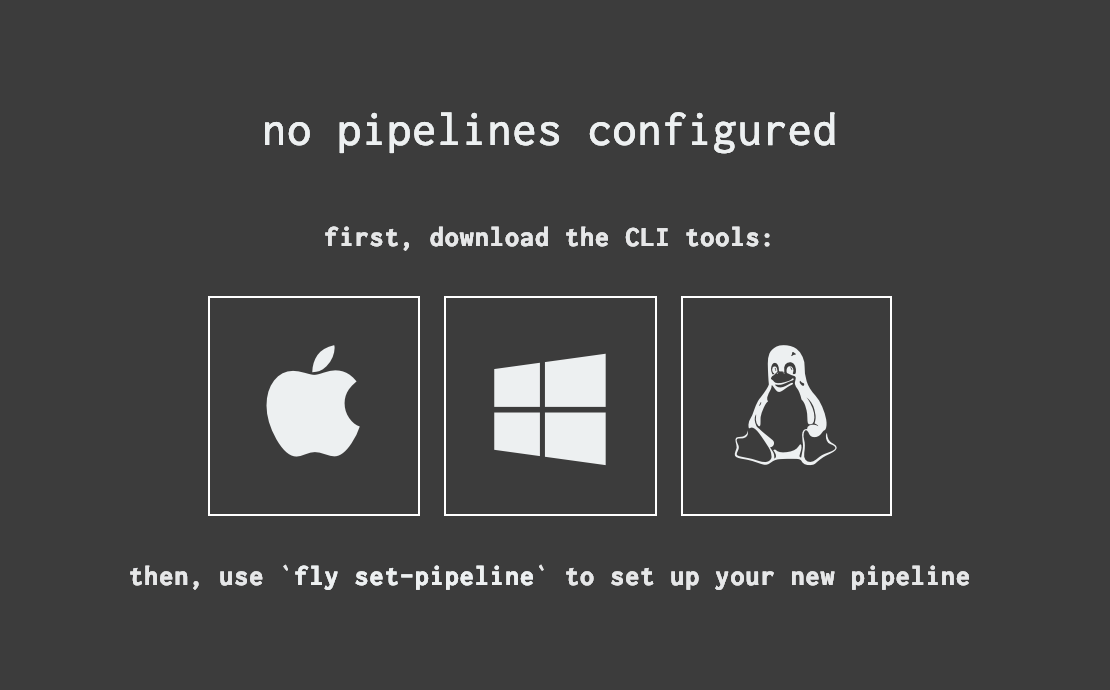 no pipelines configured
first, download the CLI tools:
then, use `fly set-pipeline` to set up your new pipeline